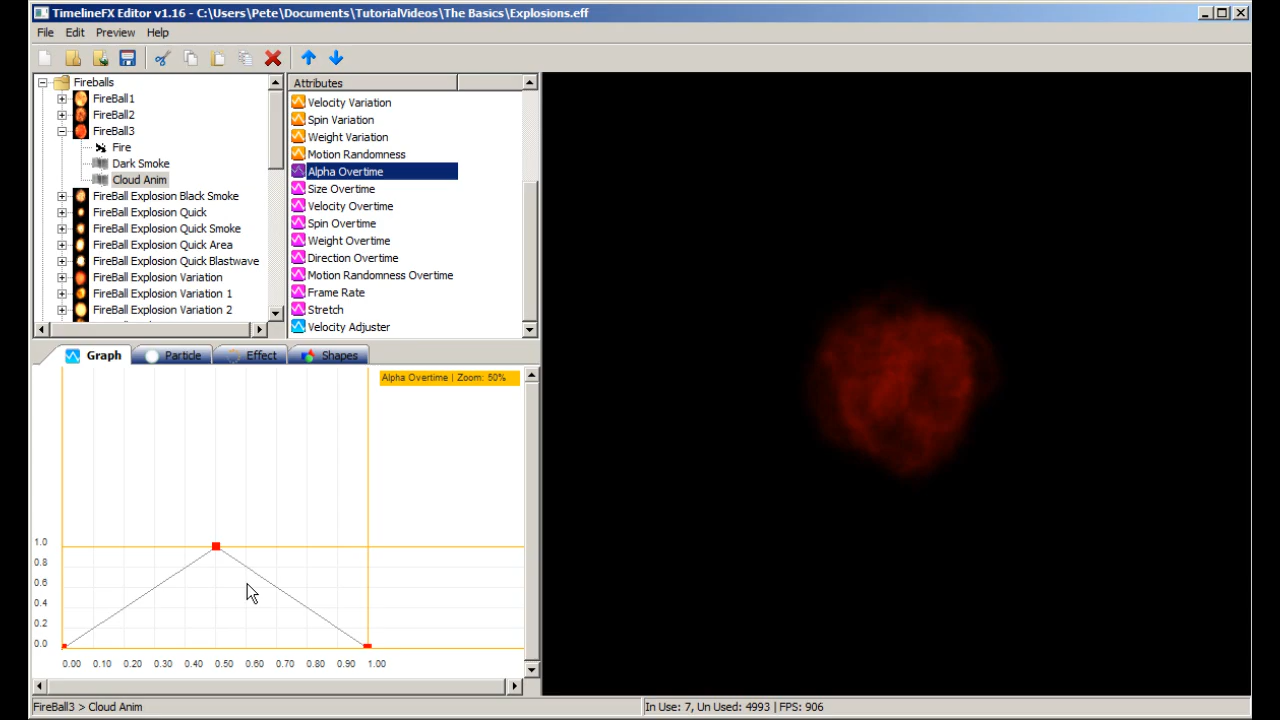 TimelineFX Editor v1.16 - C:\Users\Pete\Documents\TutorialVideos\The Basics\Explosions.eff
File Edit Preview Help
Fireballs
FireBall1
FireBall2
FireBall3
Fire
Dark Smoke
Cloud Anim
FireBall Explosion Black Smoke
FireBall Explosion Quick
FireBall Explosion Quick Smoke
FireBall Explosion Quick Area
FireBall Explosion Quick Blastwave
FireBall Explosion Variation
FireBall Explosion Variation 1
FireBall Explosion Variation 2
Attributes
Velocity Variation
Spin Variation
Weight Variation
Motion Randomness
Alpha Overtime
Size Overtime
Velocity Overtime
Spin Overtime
Weight Overtime
Direction Overtime
Motion Randomness Overtime
Frame Rate
Stretch
Velocity Adjuster
Graph Particle Effect Shapes
Alpha Overtime | Zoom: 50%
1.0
0.8
0.6
0.4
0.2
0.0
0.00 0.10 0.20 0.30 0.40 0.50 0.60 0.70 0.80 0.90 1.00
FireBall3 > Cloud Anim
In Use: 7, Un Used: 4993 | FPS: 906